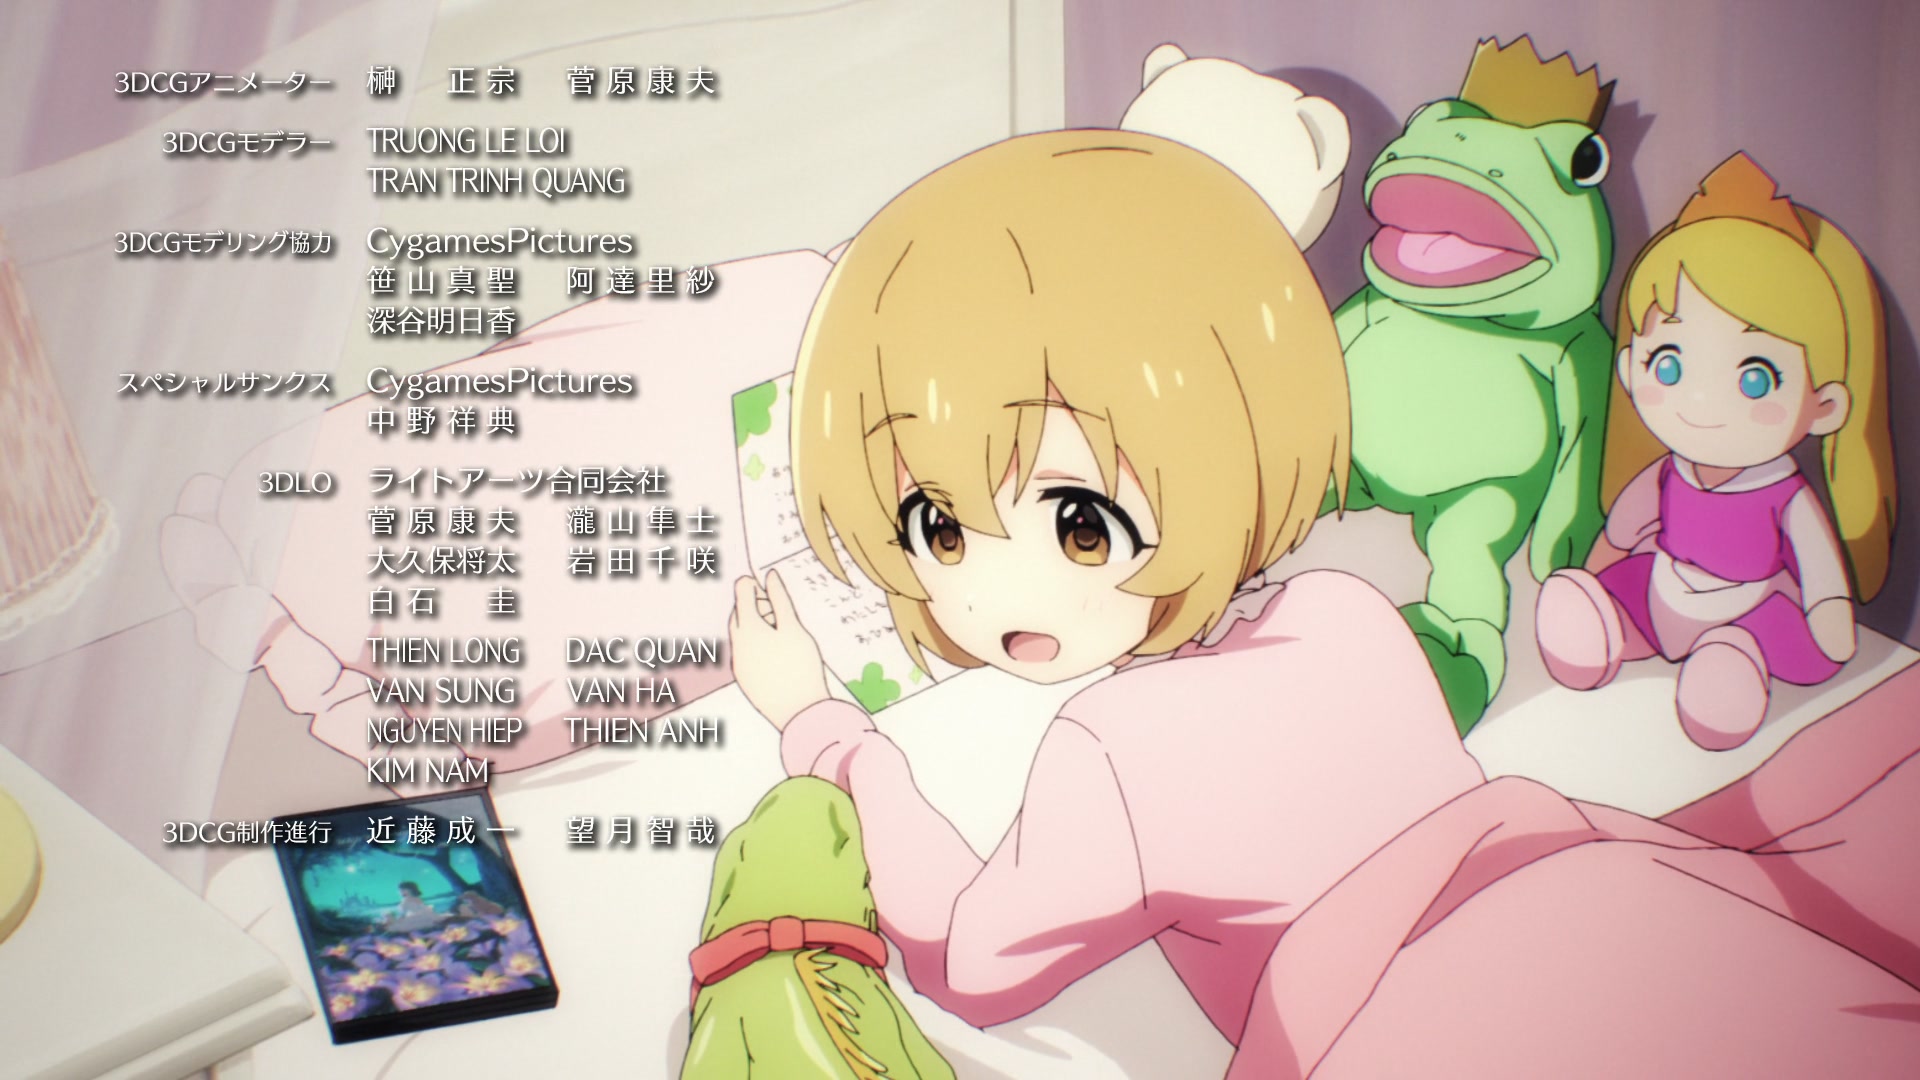 3DCGアニメーター 榊 正宗 菅原康夫
3DCGモデラー TRUONG LE LOI
TRAN TRINH QUANG
3DCGモデリング協力 CygamesPictures
笹山真聖 阿達里紗
深谷明日香
スペシャルサンクス CygamesPictures
中野祥典
3DLO ライトアーツ合同会社
菅原康夫 瀧山隼士
大久保将太 岩田千咲
白石 圭
THIEN LONG DAC QUAN
VAN SUNG VAN HA
NGUYEN HIEP THIEN ANH
KIM NAM
3DCG制作進行 近藤成一 望月智哉